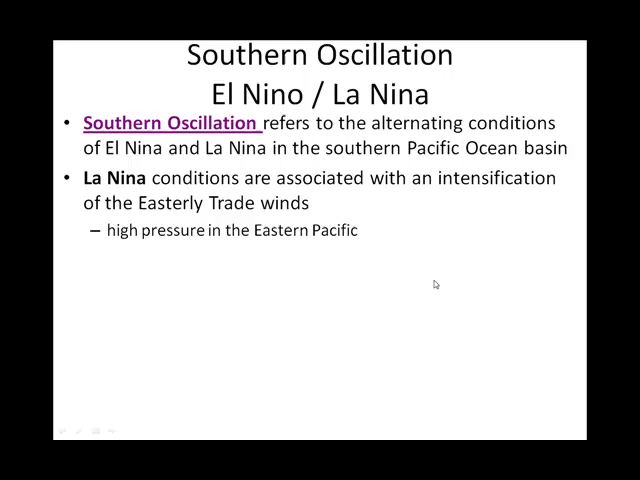 Southern Oscillation
El Nino / La Nina
• Southern Oscillation refers to the alternating conditions
of El Nina and La Nina in the southern Pacific Ocean basin
• La Nina conditions are associated with an intensification
of the Easterly Trade winds
– high pressure in the Eastern Pacific